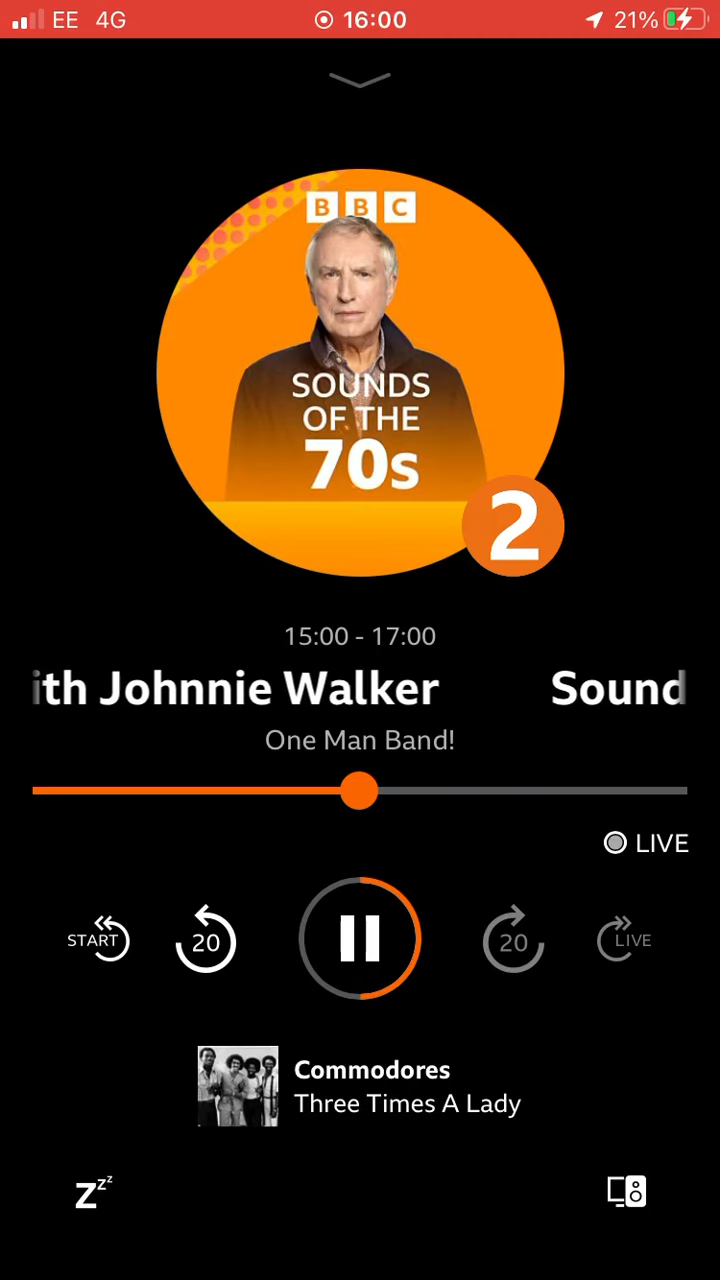 EE 4G 16:00 21%
BBC
SOUNDS
OF THE
70s
2
15:00 - 17:00
ith Johnnie Walker Sound
One Man Band!
LIVE
START 20 20 LIVE
Commodores
Three Times A Lady
Zzz